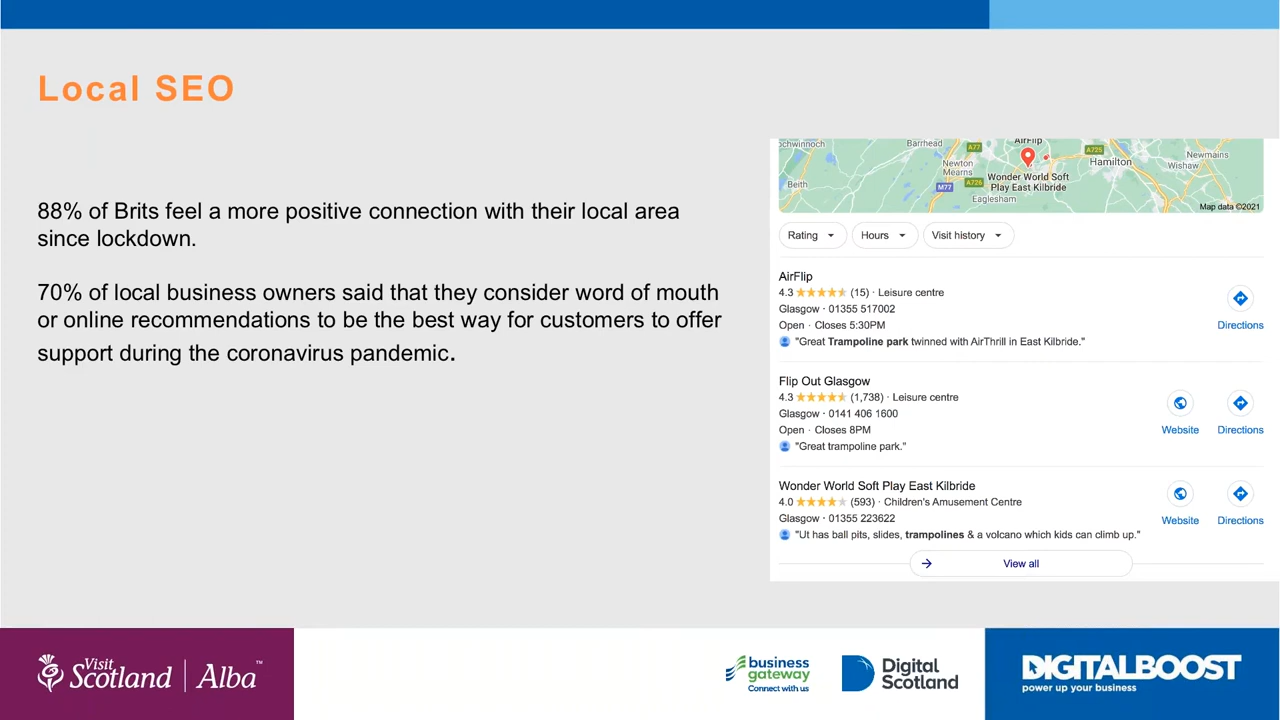 Local SEO
88% of Brits feel a more positive connection with their local area
since lockdown.
70% of local business owners said that they consider word of mouth
or online recommendations to be the best way for customers to offer
support during the coronavirus pandemic.
AirFlip
Barrhead
A77
A725
Newton
Mearns
Hamilton
Newmains
Wishaw
Beith
M77
A726
Wonder World Soft
Play East Kilbride
Eaglesham
Map data ©2021
Rating
Hours
Visit history
AirFlip
4.3 (15) · Leisure centre
Glasgow · 01355 517002
Open · Closes 5:30PM
"Great Trampoline park twinned with AirThrill in East Kilbride."
Directions
Flip Out Glasgow
4.3 (1,738) · Leisure centre
Glasgow · 0141 406 1600
Open · Closes 8PM
"Great trampoline park."
Website
Directions
Wonder World Soft Play East Kilbride
4.0 (593) · Children's Amusement Centre
Glasgow · 01355 223622
"Ut has ball pits, slides, trampolines & a volcano which kids can climb up."
Website
Directions
View all
Visit
Scotland | Alba™
business
gateway
Connect with us
Digital
Scotland
DIGITALBOOST
power up your business